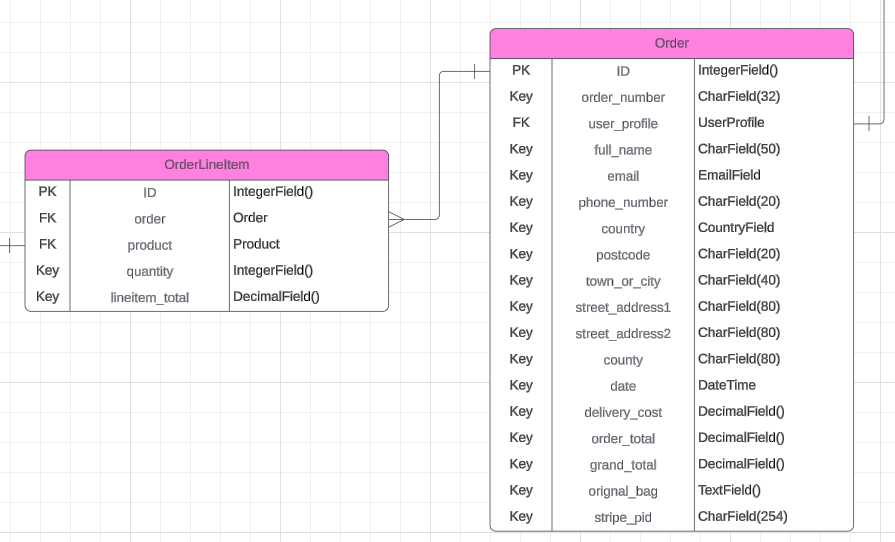 Order
PK ID IntegerField()
Key order_number CharField(32)
FK user_profile UserProfile
Key full_name CharField(50)
Key email EmailField
Key phone_number CharField(20)
Key country CountryField
Key postcode CharField(20)
Key town_or_city CharField(40)
Key street_address1 CharField(80)
Key street_address2 CharField(80)
Key county CharField(80)
Key date DateTime
Key delivery_cost DecimalField()
Key order_total DecimalField()
Key grand_total DecimalField()
Key orignal_bag TextField()
Key stripe_pid CharField(254)
OrderLineItem
PK ID IntegerField()
FK order Order
FK product Product
Key quantity IntegerField()
Key lineitem_total DecimalField()